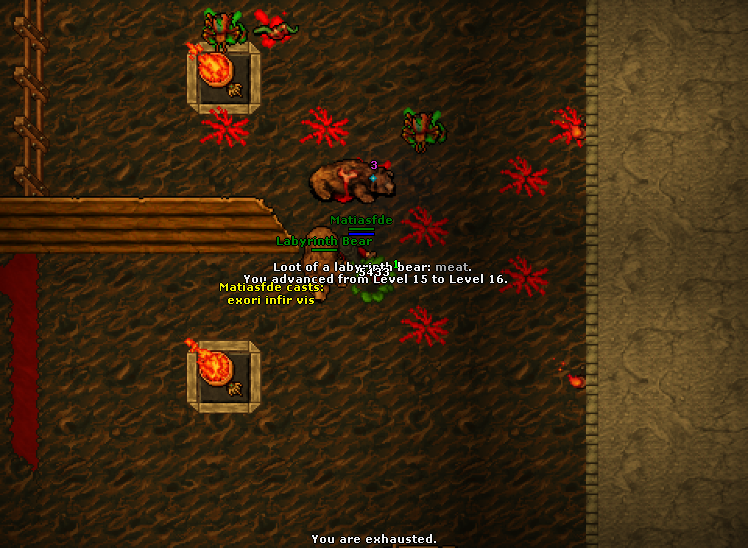 3
Matiasfde
Labyrinth Bear
Loot of a labyrinth bear: meat.
You advanced from Level 15 to Level 16.
Matiasfde casts:
exori infir vis
You are exhausted.